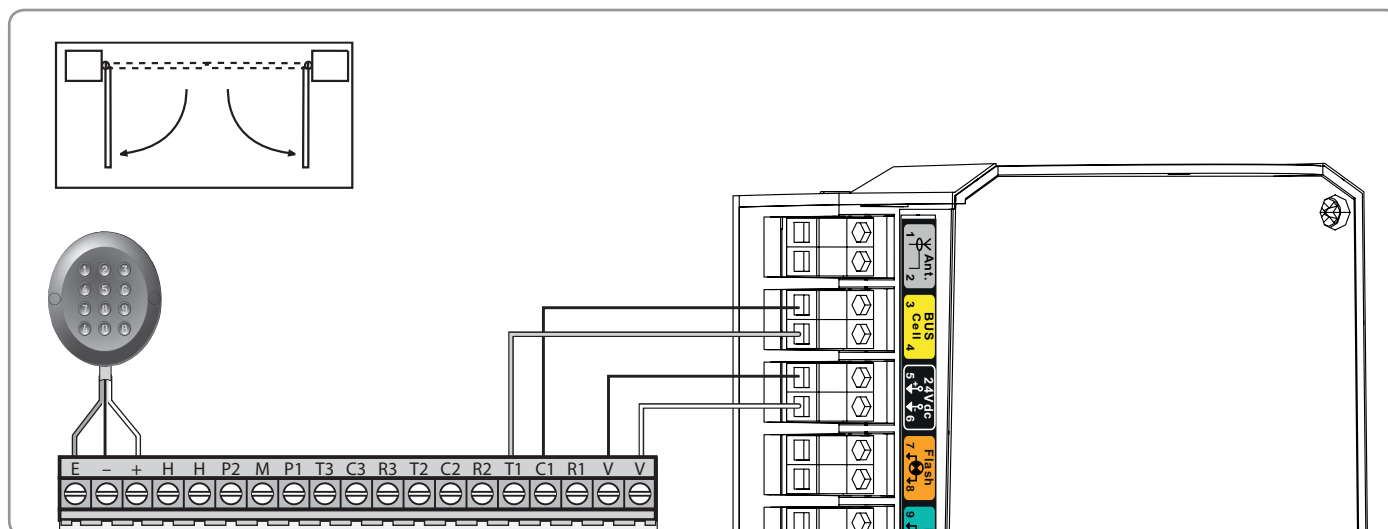 1 2 3
4 5 6
7 8 9
0
E – + H H P2 M P1 T3 C3 R3 T2 C2 R2 T1 C1 R1 V V
1 Ant. 2
3 BUS Cell 4
5 24Vdc 6
+
7 Flash 8
9